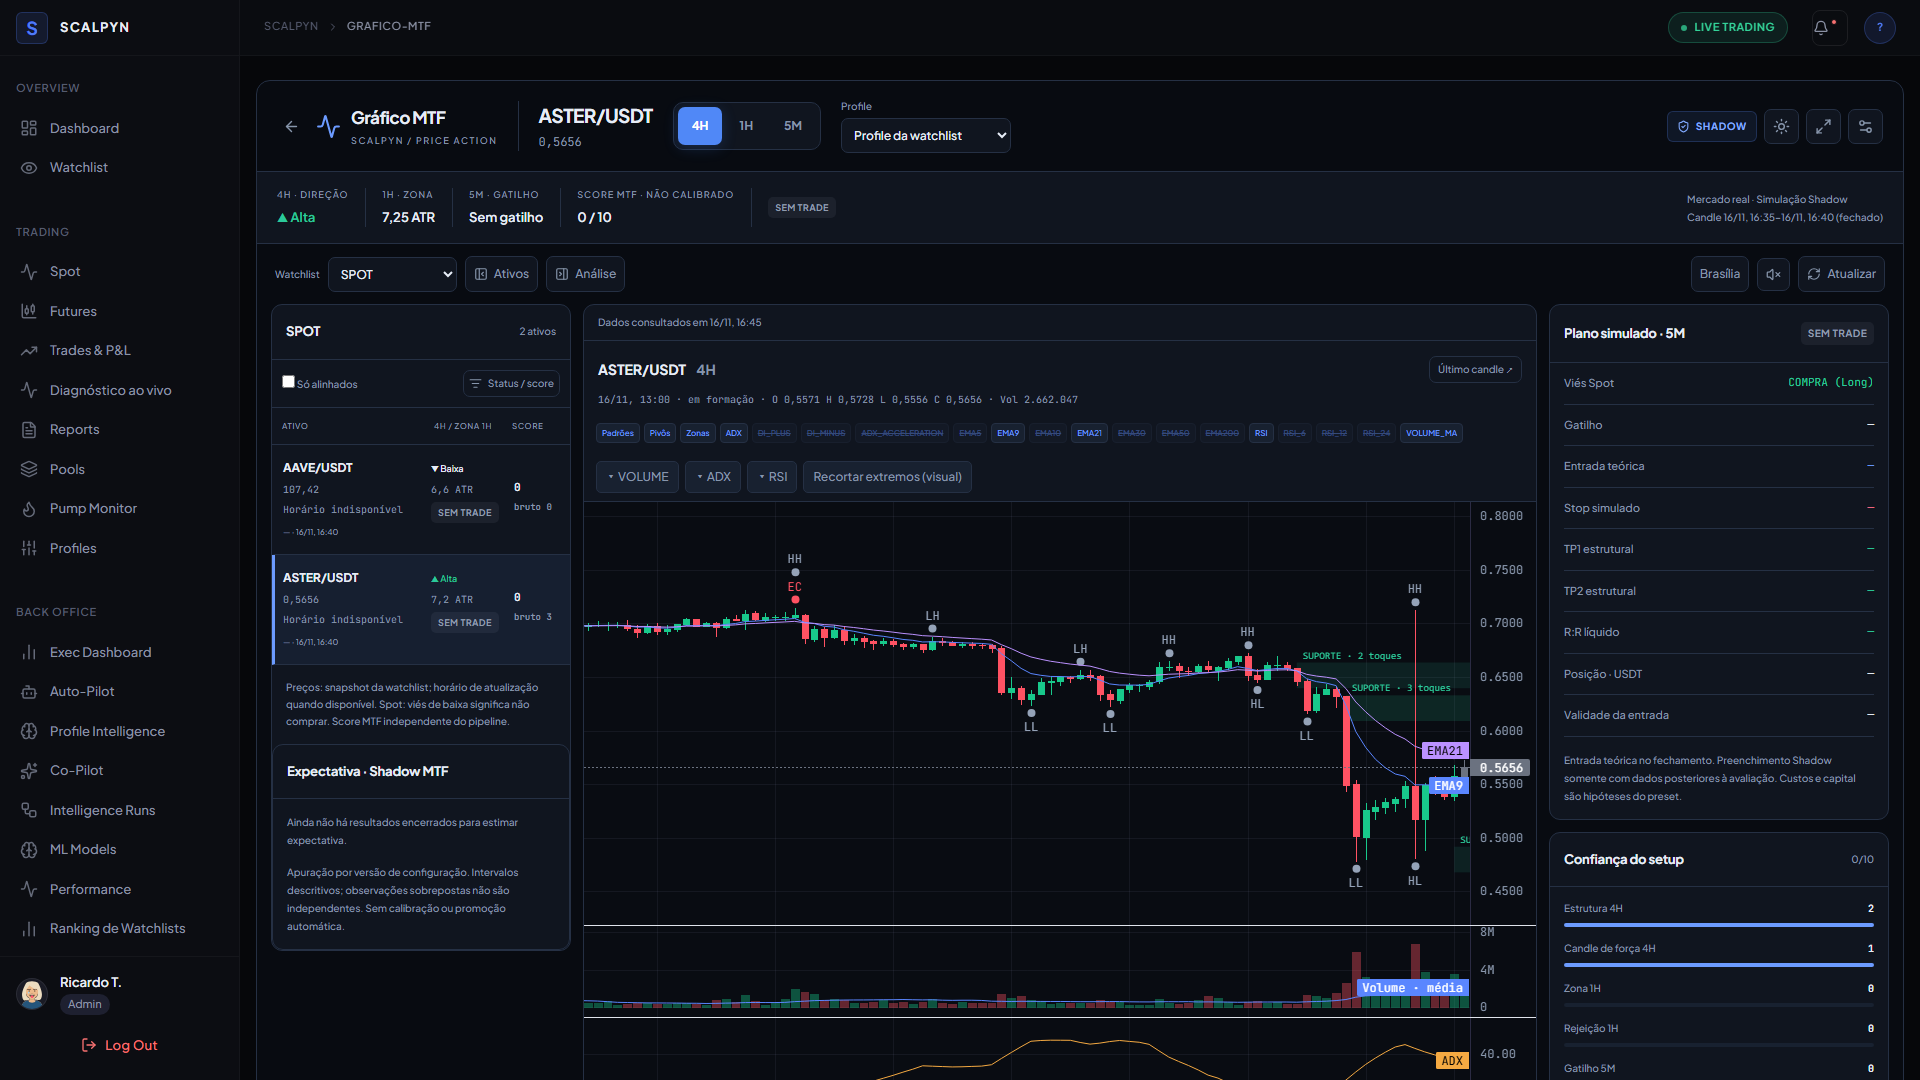 S SCALPYN
SCALPYN > GRAFICO-MTF
LIVE TRADING
?
OVERVIEW
Dashboard
Watchlist
TRADING
Spot
Futures
Trades & P&L
Diagnóstico ao vivo
Reports
Pools
Pump Monitor
Profiles
BACK OFFICE
Exec Dashboard
Auto-Pilot
Profile Intelligence
Co-Pilot
Intelligence Runs
ML Models
Performance
Ranking de Watchlists
Ricardo T.
Admin
Log Out
Gráfico MTF
SCALPYN / PRICE ACTION
ASTER/USDT
0,5656
4H 1H 5M
Profile
Profile da watchlist
SHADOW
4H · DIREÇÃO
▲Alta
1H · ZONA
7,25 ATR
5M · GATILHO
Sem gatilho
SCORE MTF · NÃO CALIBRADO
0 / 10
SEM TRADE
Mercado real · Simulação Shadow
Candle 16/11, 16:35–16/11, 16:40 (fechado)
Watchlist SPOT Ativos Análise
Brasília Atualizar
SPOT 2 ativos
Só alinhados Status / score
ATIVO 4H / ZONA 1H SCORE
AAVE/USDT ▼Baixa
107,42 6,6 ATR 0
Horário indisponível SEM TRADE bruto 0
— · 16/11, 16:40
ASTER/USDT ▲Alta
0,5656 7,2 ATR 0
Horário indisponível SEM TRADE bruto 3
— · 16/11, 16:40
Preços: snapshot da watchlist; horário de atualização
quando disponível. Spot: viés de baixa significa não
comprar. Score MTF independente do pipeline.
Expectativa · Shadow MTF
Ainda não há resultados encerrados para estimar
expectativa.
Apuração por versão de configuração. Intervalos
descritivos; observações sobrepostas não são
independentes. Sem calibração ou promoção
automática.
Dados consultados em 16/11, 16:45
ASTER/USDT 4H
Último candle ↗
16/11, 13:00 · em formação · O 0,5571 H 0,5728 L 0,5556 C 0,5656 · Vol 2.662.047
Padrões Pivôs Zonas ADX DI_PLUS DI_MINUS ADX_ACCELERATION EMA5 EMA9 EMA10 EMA21 EMA30 EMA50 EMA200 RSI RSI_6 RSI_12 RSI_24 VOLUME_MA
▾ VOLUME ▾ ADX ▾ RSI Recortar extremos (visual)
0.8000
0.7500
0.7000
0.6500
0.6000
0.5656
0.5500
0.5000
0.4500
HH
EC
LH
LL
LH
LL
HH
HH
HL
LL
LL
HH
HL
SUPORTE · 2 toques
SUPORTE · 3 toques
SU
EMA21
EMA9
8M
4M
0
Volume · média
ADX
40.00
Plano simulado · 5M SEM TRADE
Viés Spot COMPRA (Long)
Gatilho —
Entrada teórica —
Stop simulado —
TP1 estrutural —
TP2 estrutural —
R:R líquido —
Posição · USDT —
Validade da entrada —
Entrada teórica no fechamento. Preenchimento Shadow
somente com dados posteriores à avaliação. Custos e capital
são hipóteses do preset.
Confiança do setup 0/10
Estrutura 4H 2
Candle de força 4H 1
Zona 1H 0
Rejeição 1H 0
Gatilho 5M 0